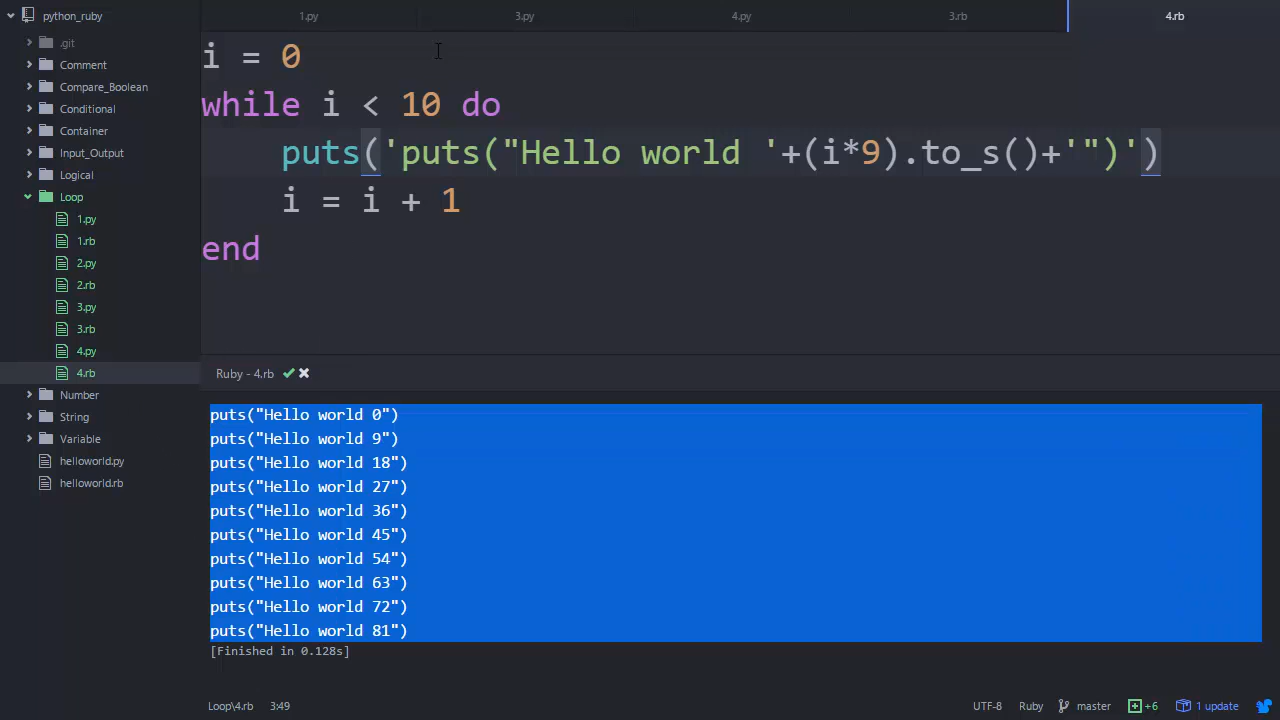 python_ruby
.git
Comment
Compare_Boolean
Conditional
Container
Input_Output
Logical
Loop
1.py
1.rb
2.py
2.rb
3.py
3.rb
4.py
4.rb
Number
String
Variable
helloworld.py
helloworld.rb
1.py
3.py
4.py
3.rb
4.rb
i = 0
while i < 10 do
    puts('puts("Hello world '+(i*9).to_s()+'")')
    i = i + 1
end
Ruby - 4.rb
puts("Hello world 0")
puts("Hello world 9")
puts("Hello world 18")
puts("Hello world 27")
puts("Hello world 36")
puts("Hello world 45")
puts("Hello world 54")
puts("Hello world 63")
puts("Hello world 72")
puts("Hello world 81")
[Finished in 0.128s]
Loop\4.rb 3:49 UTF-8 Ruby master +6 1 update